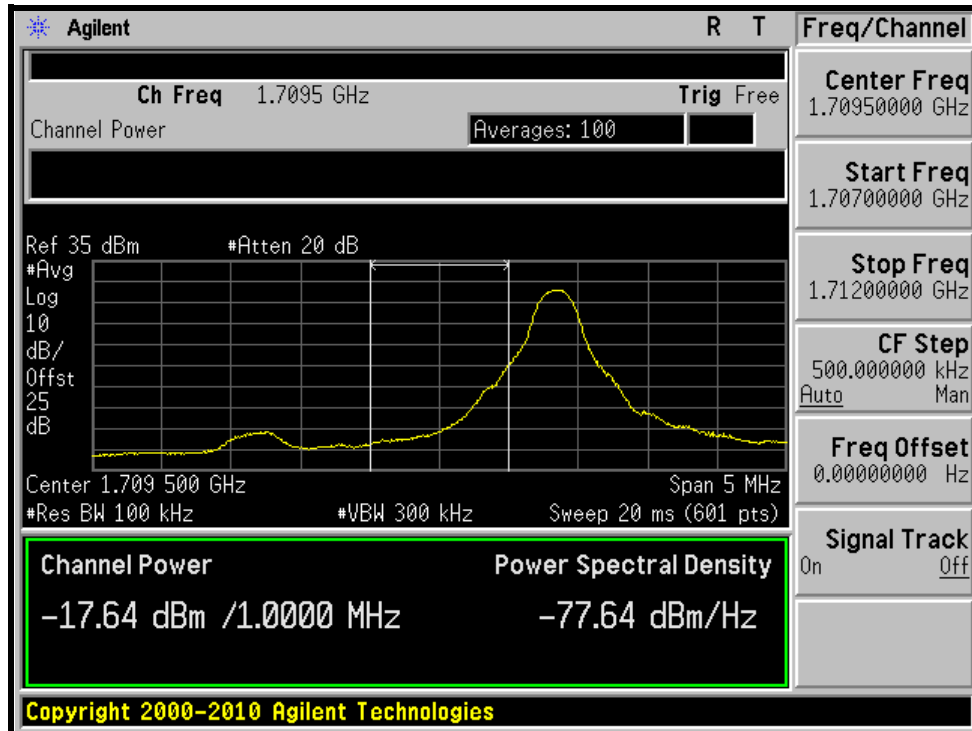 Agilent R T
Ch Freq 1.7095 GHz Trig Free
Channel Power Averages: 100
Ref 35 dBm #Atten 20 dB
#Avg
Log
10
dB/
Offst
25
dB
Center 1.709 500 GHz Span 5 MHz
#Res BW 100 kHz #VBW 300 kHz Sweep 20 ms (601 pts)
Channel Power Power Spectral Density
-17.64 dBm /1.0000 MHz -77.64 dBm/Hz
Copyright 2000-2010 Agilent Technologies
Freq/Channel
Center Freq
1.70950000 GHz
Start Freq
1.70700000 GHz
Stop Freq
1.71200000 GHz
CF Step
500.000000 kHz
Auto Man
Freq Offset
0.00000000 Hz
Signal Track
On Off